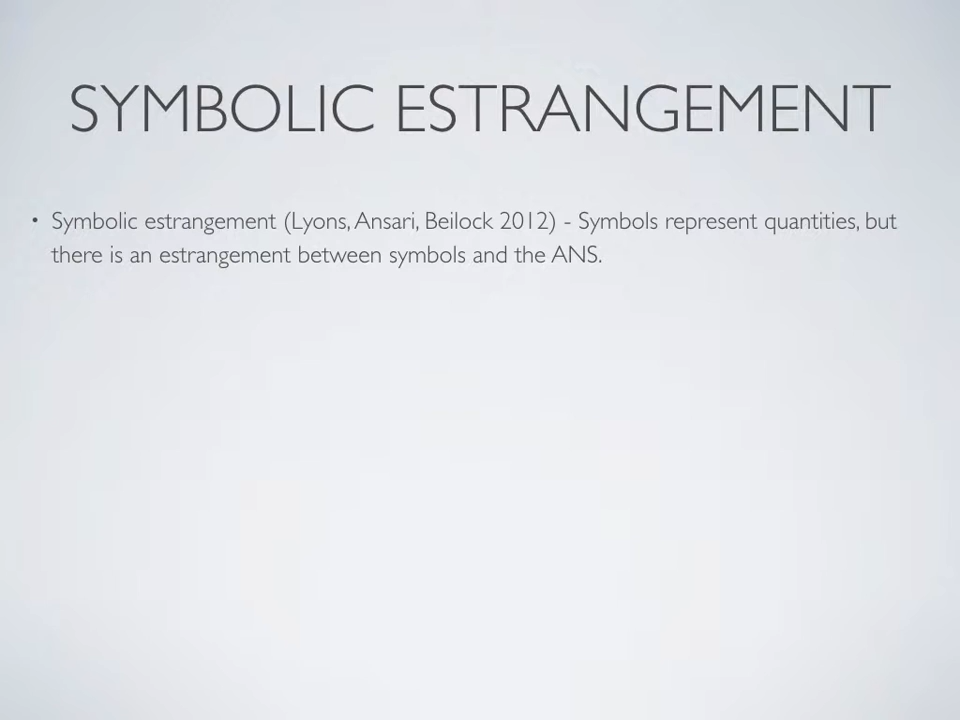 SYMBOLIC ESTRANGEMENT
• Symbolic estrangement (Lyons, Ansari, Beilock 2012) - Symbols represent quantities, but
there is an estrangement between symbols and the ANS.